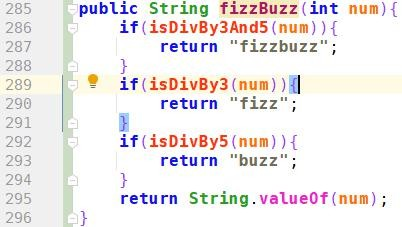 285 public String fizzBuzz(int num){
286     if(isDivBy3And5(num)){
287         return "fizzbuzz";
288     }
289     if(isDivBy3(num)){
290         return "fizz";
291     }
292     if(isDivBy5(num)){
293         return "buzz";
294     }
295     return String.valueOf(num);
296 }